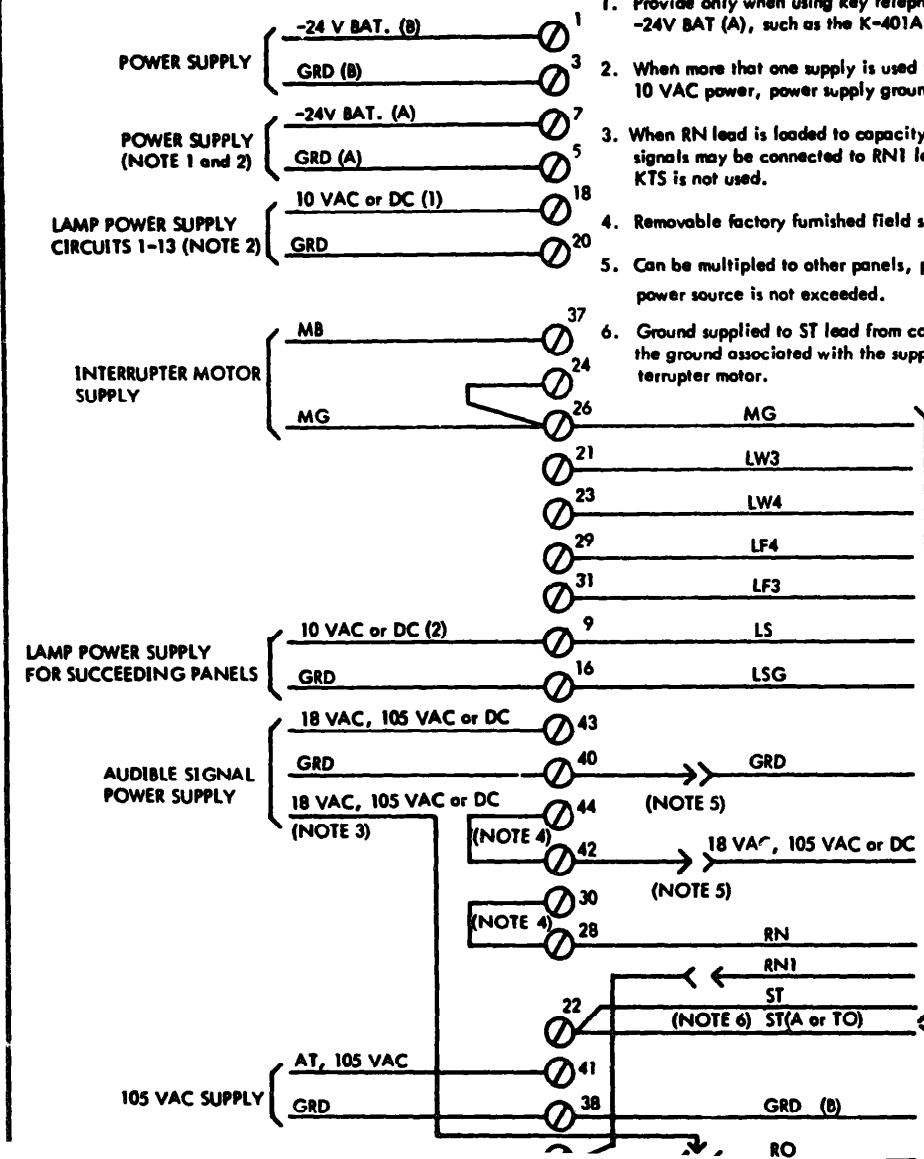 1. Provide only when using key
-24V BAT (A), such as the K-401A
2. When more that one supply is used
10 VAC power, power supply
3. When RN lead is loaded to capacity
signals may be connected to RN1
KTS is not used.
4. Removable factory furnished field
5. Can be multipled to other panels,
power source is not exceeded.
6. Ground supplied to ST lead from
the ground associated with the
terrupter motor.
POWER SUPPLY
-24 V BAT. (B) 1
GRD (B) 3
POWER SUPPLY
(NOTE 1 and 2)
-24V BAT. (A) 7
GRD (A) 5
LAMP POWER SUPPLY
CIRCUITS 1-13 (NOTE 2)
10 VAC or DC (1) 18
GRD 20
INTERRUPTER MOTOR
SUPPLY
MB 37
24
MG 26 MG
21 LW3
23 LW4
29 LF4
31 LF3
LAMP POWER SUPPLY
FOR SUCCEEDING PANELS
10 VAC or DC (2) 9 LS
GRD 16 LSG
AUDIBLE SIGNAL
POWER SUPPLY
18 VAC, 105 VAC or DC 43
GRD 40 GRD
(NOTE 5)
18 VAC, 105 VAC or DC 44
(NOTE 3)
(NOTE 4)
42 18 VAC, 105 VAC or DC
(NOTE 5)
30
(NOTE 4)
28 RN
RN1
22 ST
(NOTE 6) ST(A or TO)
105 VAC SUPPLY
AT, 105 VAC 41
GRD 38 GRD (B)
RO